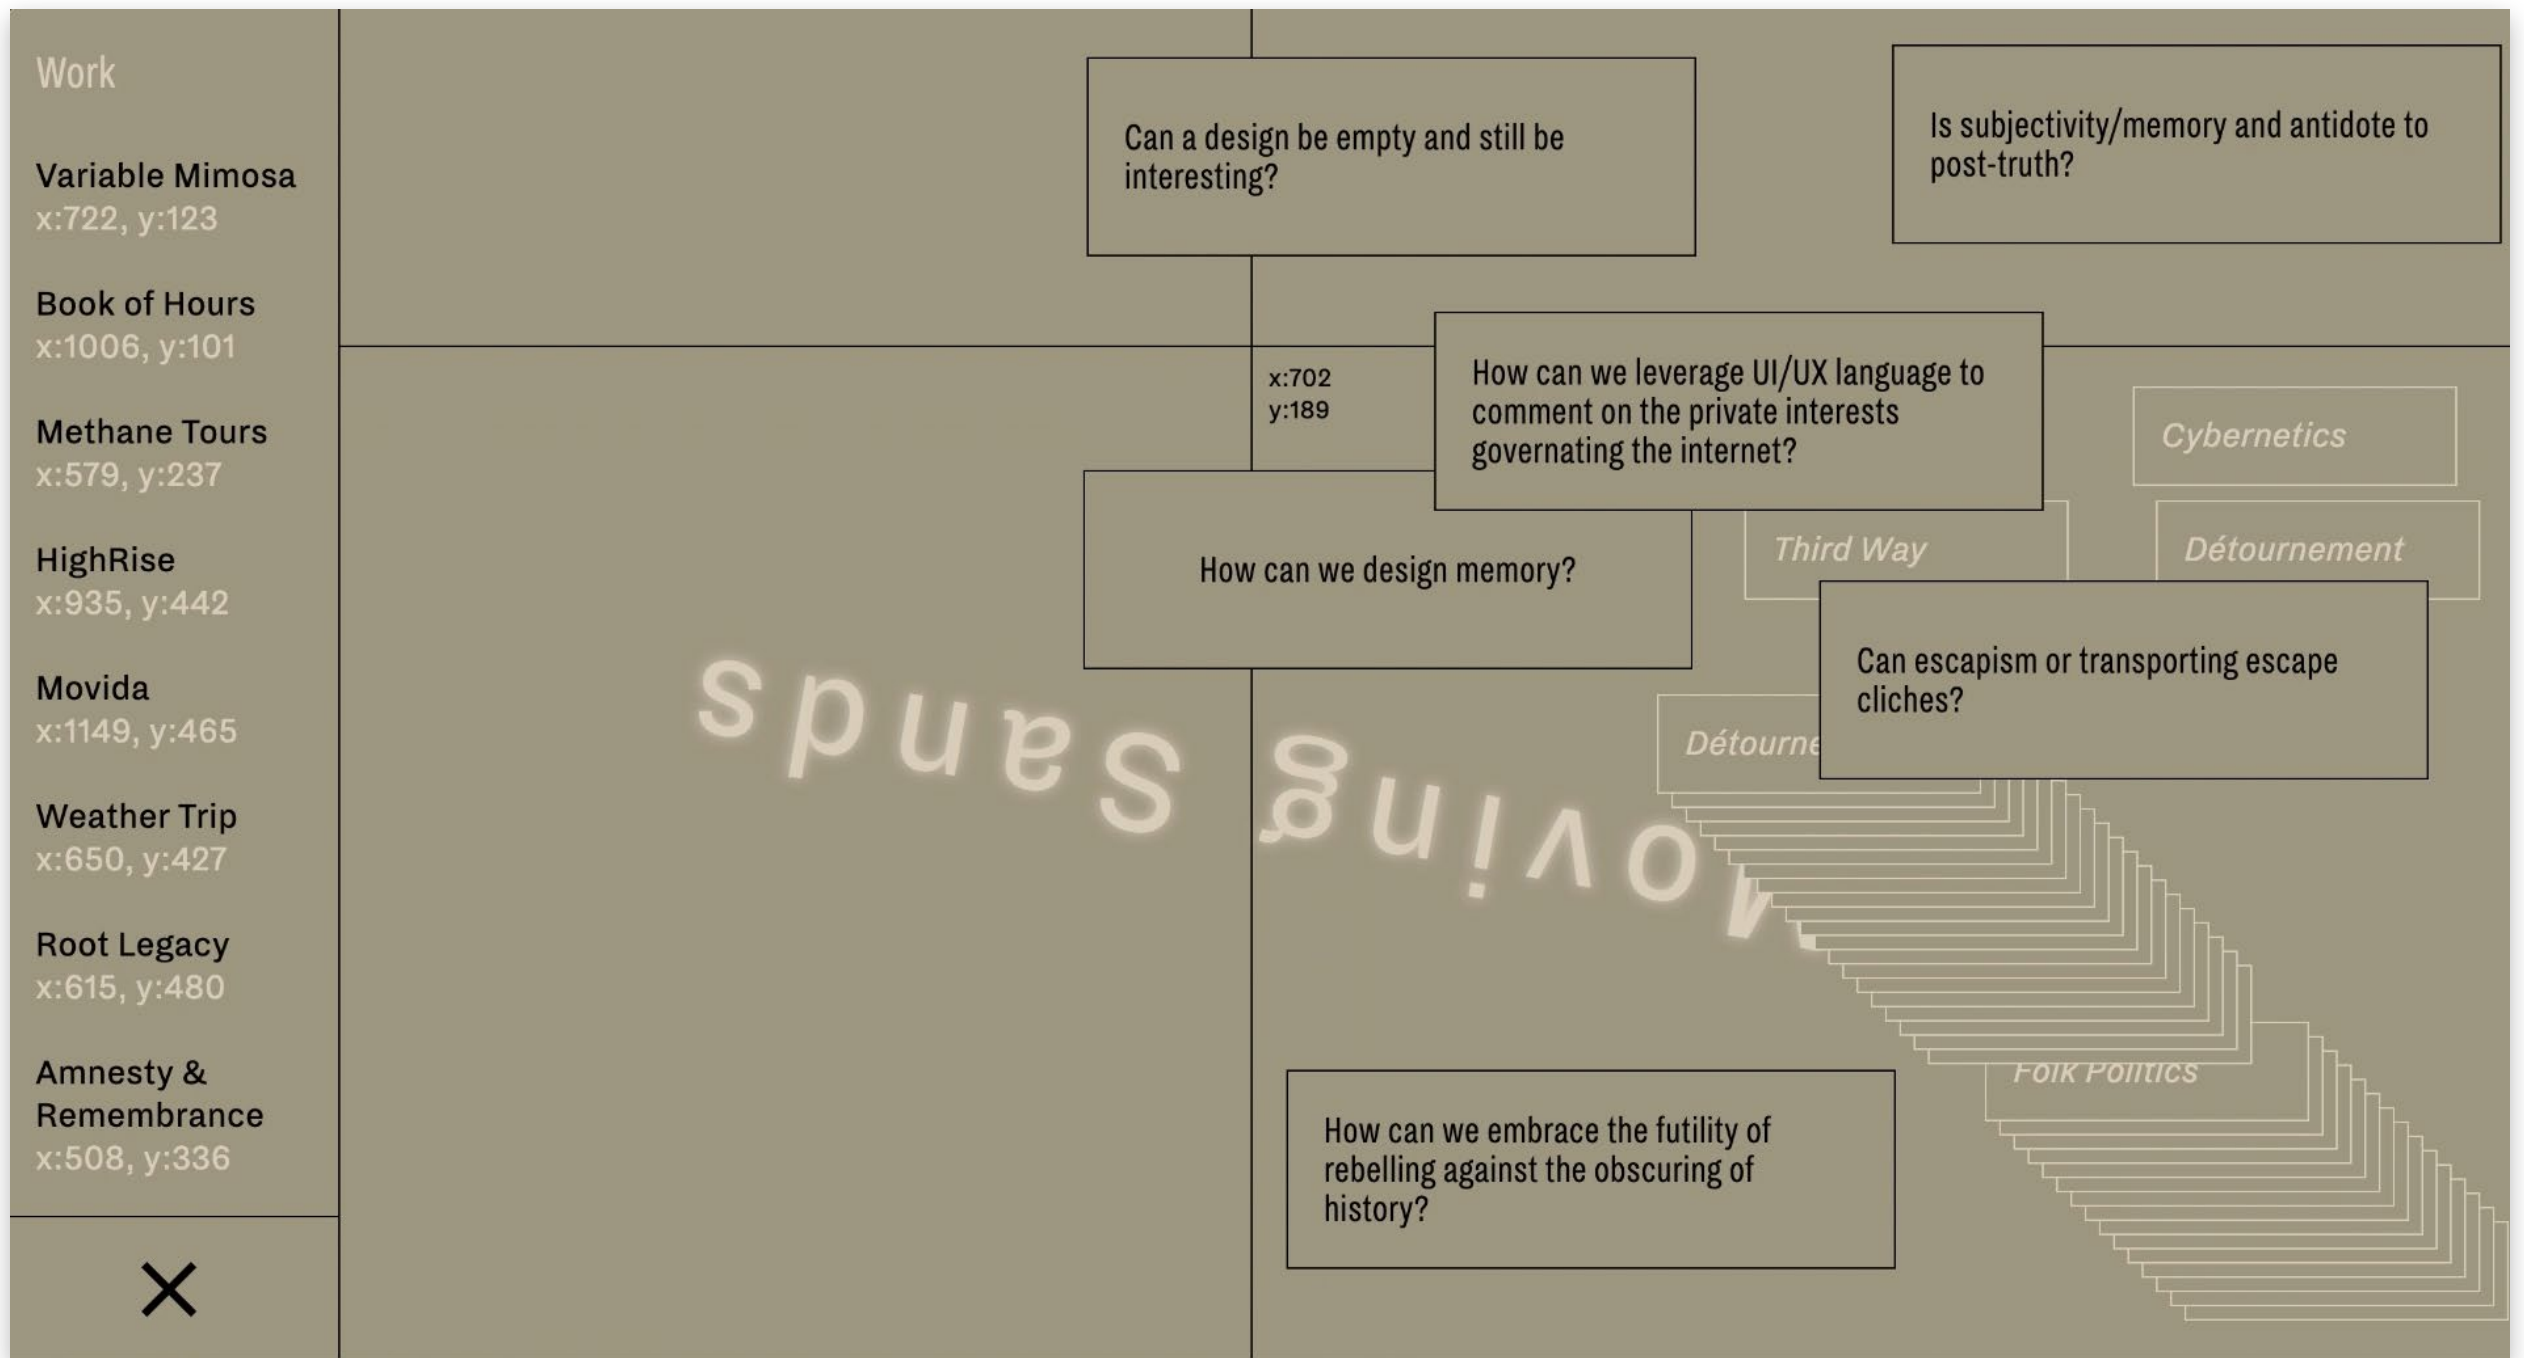 Work
Variable Mimosa
x:722, y:123
Book of Hours
x:1006, y:101
Methane Tours
x:579, y:237
HighRise
x:935, y:442
Movida
x:1149, y:465
Weather Trip
x:650, y:427
Root Legacy
x:615, y:480
Amnesty &
Remembrance
x:508, y:336
Can a design be empty and still be
interesting?
Is subjectivity/memory and antidote to
post-truth?
x:702
y:189
How can we leverage UI/UX language to
comment on the private interests
governating the internet?
Cybernetics
Third Way
Détournement
How can we design memory?
Can escapism or transporting escape
cliches?
Détourne
Moving Sands
Folk Politics
How can we embrace the futility of
rebelling against the obscuring of
history?